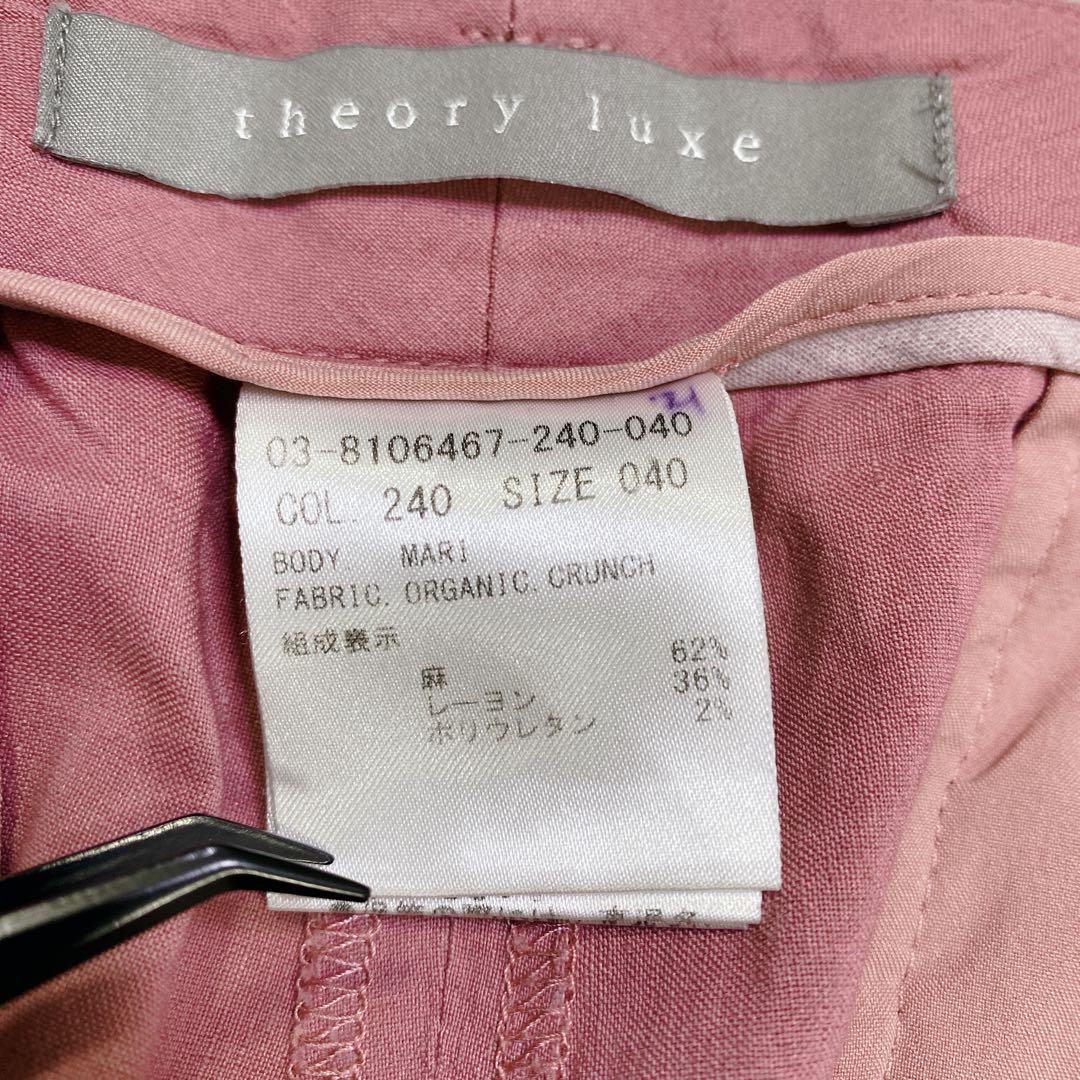 theory luxe
03-8106467-240-040
COL. 240 SIZE 040
BODY MARI
FABRIC. ORGANIC. CRUNCH
組成表示
麻 62%
レーヨン 36%
ポリウレタン 2%